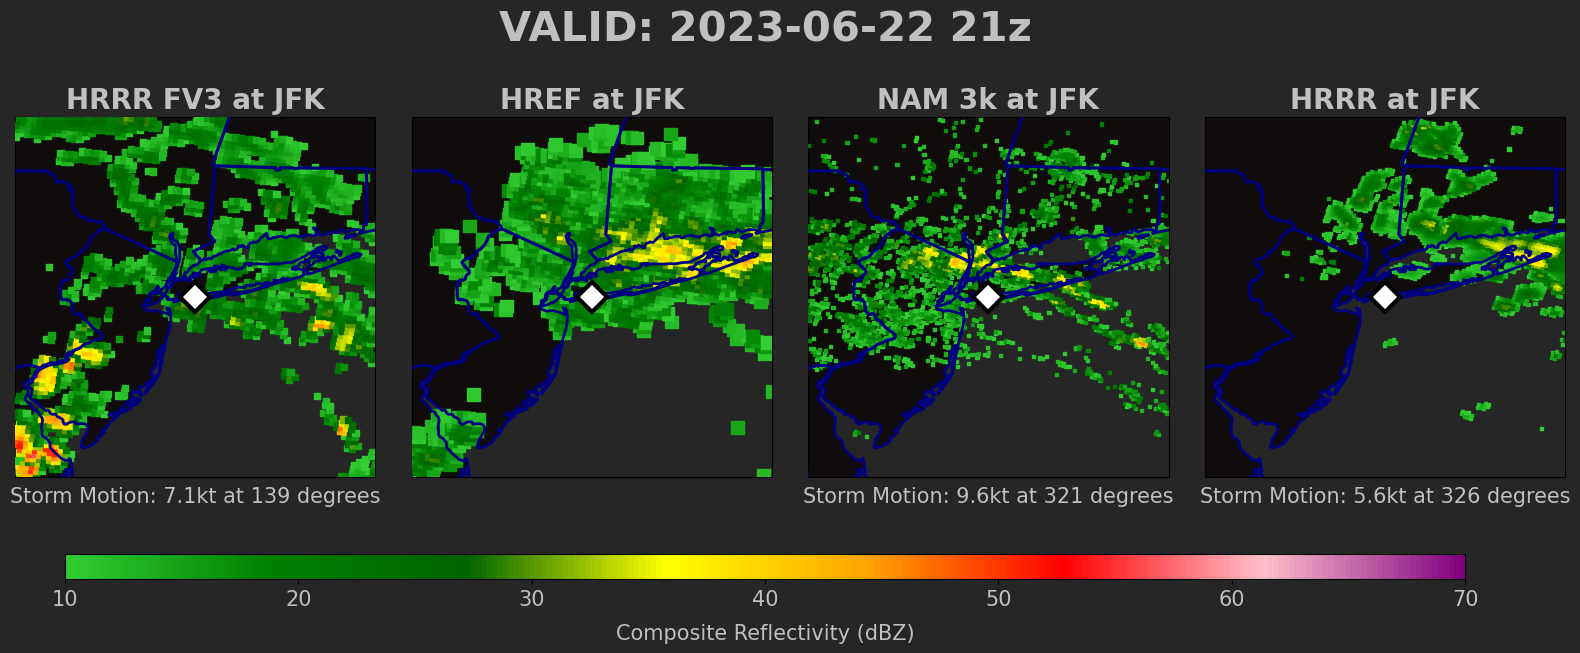 VALID: 2023-06-22 21z
HRRR FV3 at JFK
HREF at JFK
NAM 3k at JFK
HRRR at JFK
Storm Motion: 7.1kt at 139 degrees
Storm Motion: 9.6kt at 321 degrees
Storm Motion: 5.6kt at 326 degrees
10 20 30 40 50 60 70
Composite Reflectivity (dBZ)